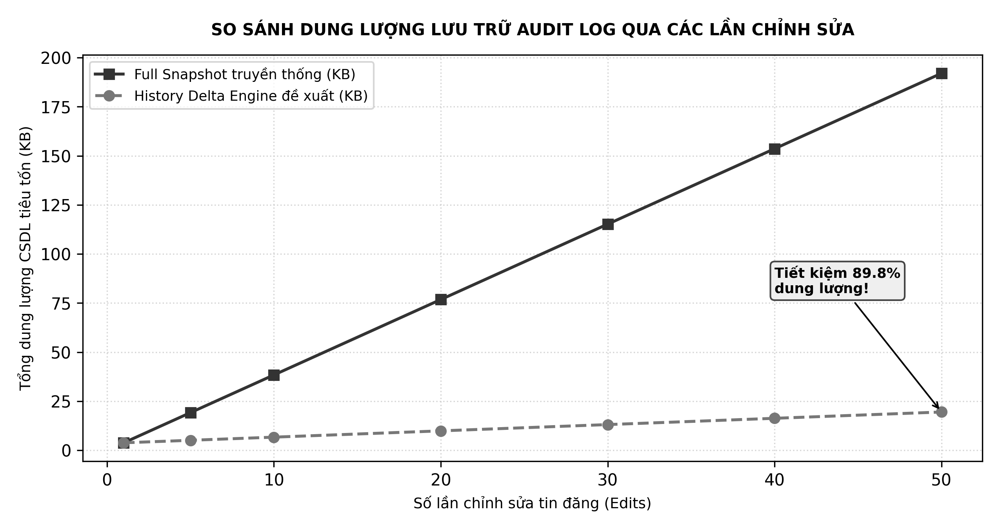 SO SÁNH DUNG LƯỢNG LƯU TRỮ AUDIT LOG QUA CÁC LẦN CHỈNH SỬA
Full Snapshot truyền thống (KB)
History Delta Engine đề xuất (KB)
Tổng dung lượng CSDL tiêu tốn (KB)
200
175
150
125
100
75
50
25
0
Tiết kiệm 89.8%
dung lượng!
0 10 20 30 40 50
Số lần chỉnh sửa tin đăng (Edits)